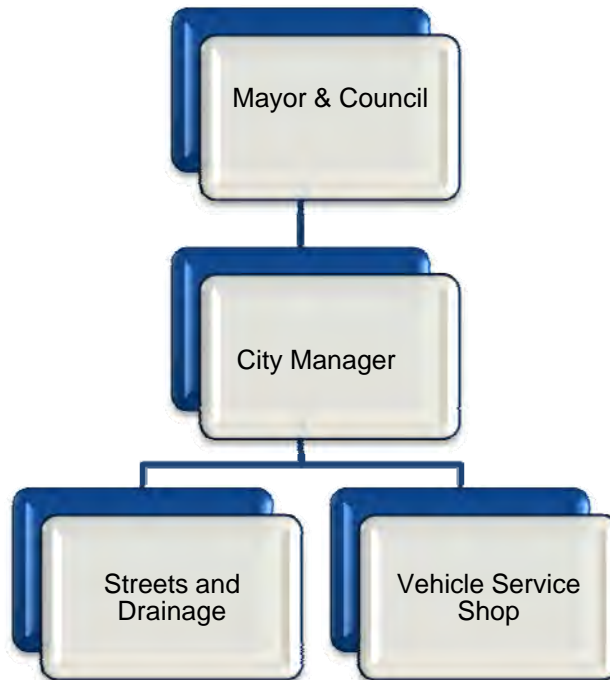 Mayor & Council
City Manager
Streets and
Drainage
Vehicle Service
Shop